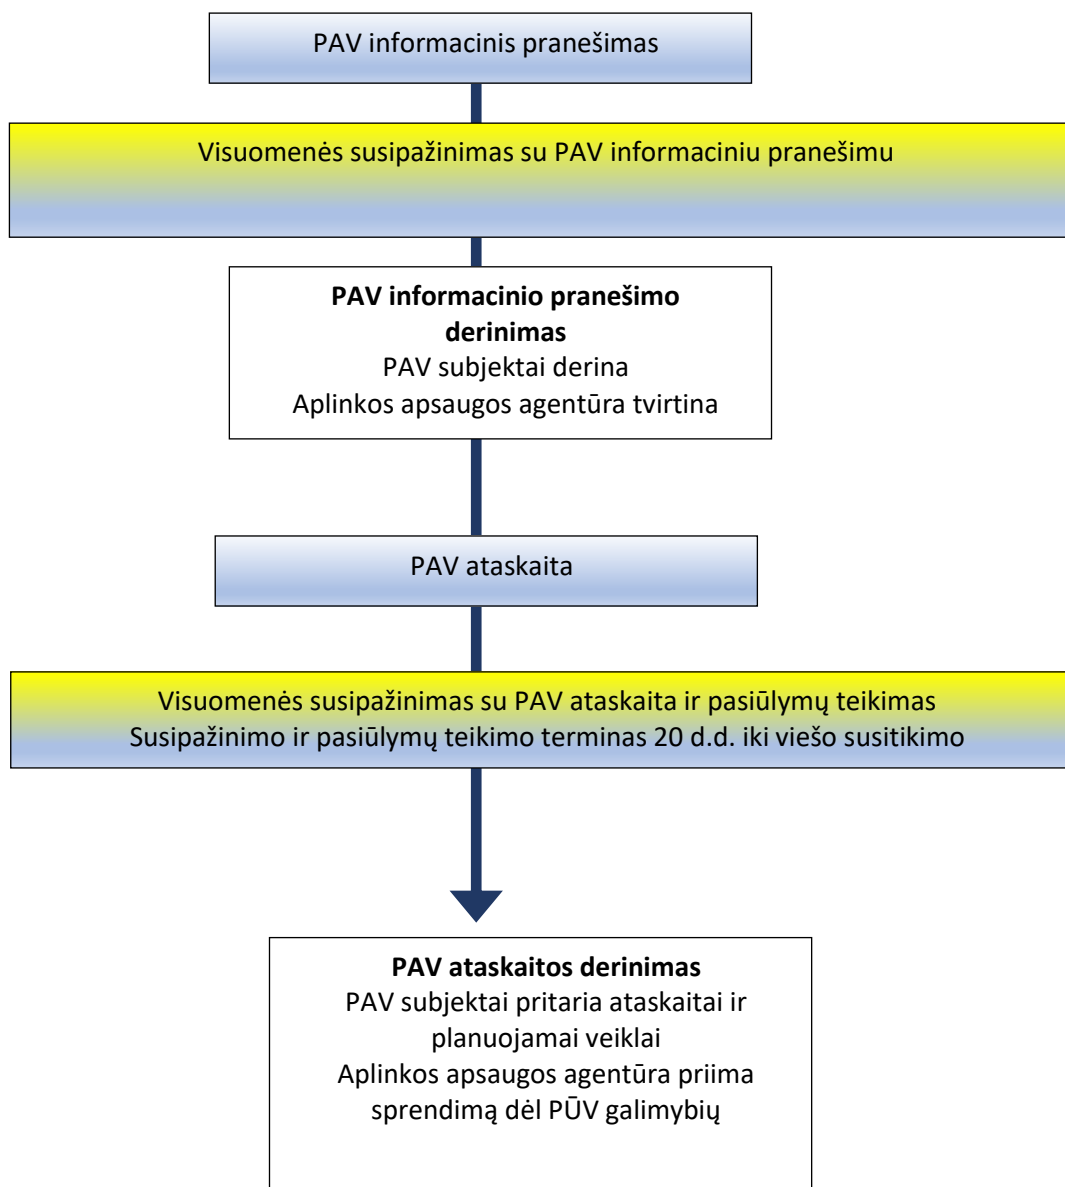 PAV informacinis pranešimas
Visuomenės susipažinimas su PAV informaciniu pranešimu
PAV informacinio pranešimo
derinimas
PAV subjektai derina
Aplinkos apsaugos agentūra tvirtina
PAV ataskaita
Visuomenės susipažinimas su PAV ataskaita ir pasiūlymų teikimas
Susipažinimo ir pasiūlymų teikimo terminas 20 d.d. iki viešo susitikimo
PAV ataskaitos derinimas
PAV subjektai pritaria ataskaitai ir
planuojamai veiklai
Aplinkos apsaugos agentūra priima
sprendimą dėl PŪV galimybių